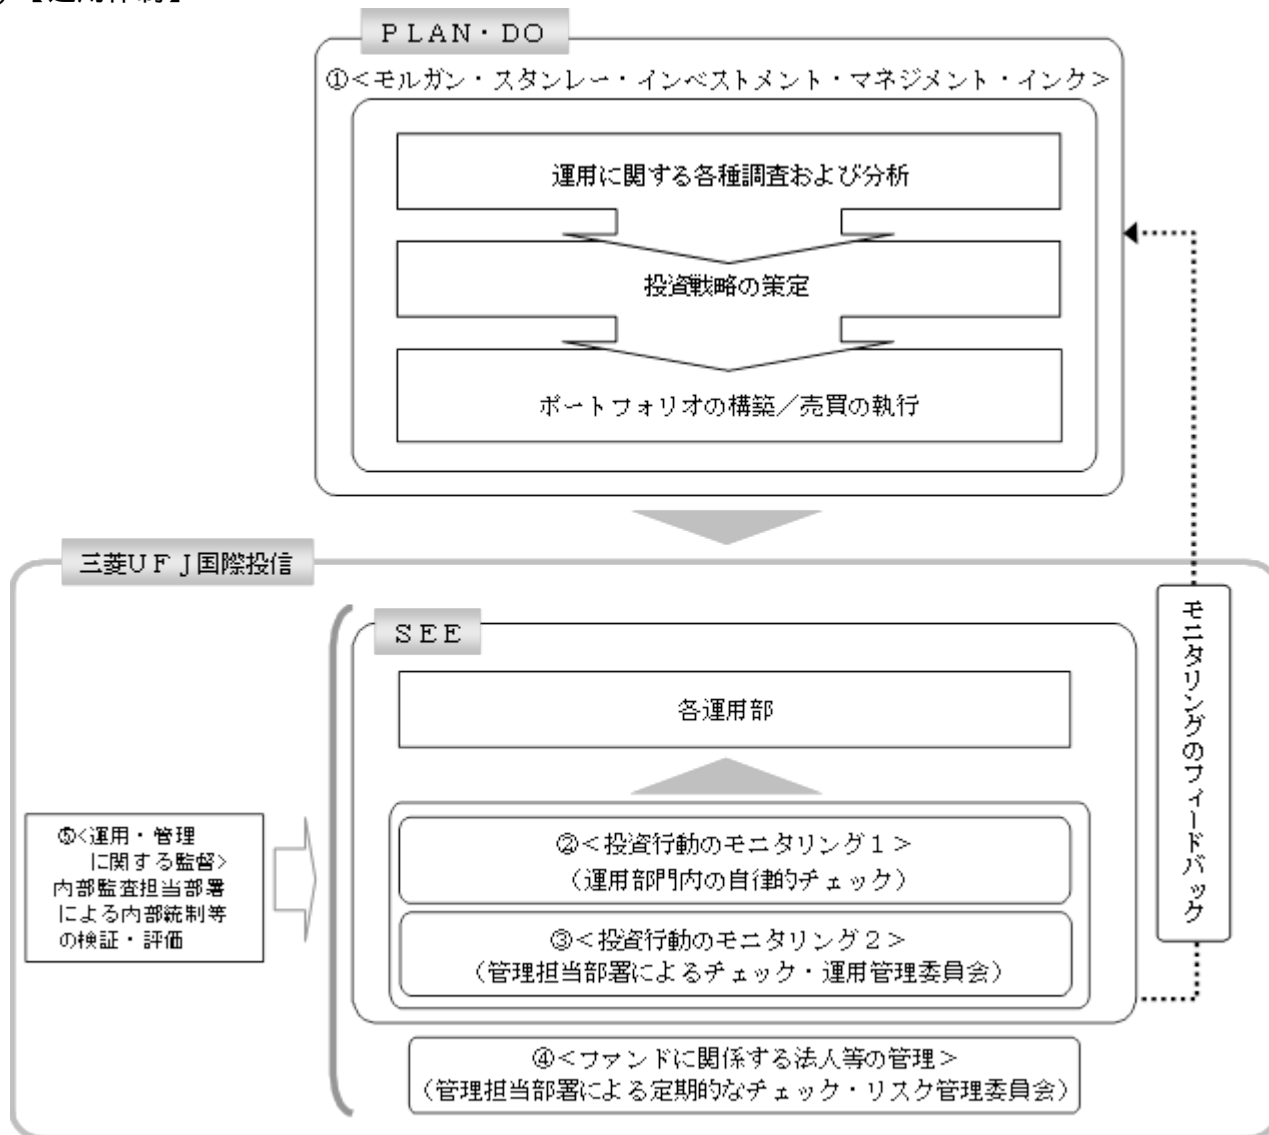 ＰＬＡＮ・ＤＯ
①＜モルガン・スタンレー・インベストメント・マネジメント・インク＞
運用に関する各種調査および分析
投資戦略の策定
ポートフォリオの構築／売買の執行
三菱ＵＦＪ国際投信
ＳＥＥ
各運用部
②＜投資行動のモニタリング１＞
（運用部門内の自律的チェック）
③＜投資行動のモニタリング２＞
（管理担当部署によるチェック・運用管理委員会）
④＜ファンドに関係する法人等の管理＞
（管理担当部署による定期的なチェック・リスク管理委員会）
⑤<運用・管理
に関する監督>
内部監査担当部署
による内部統制等
の検証・評価
モニタリングのフィードバック